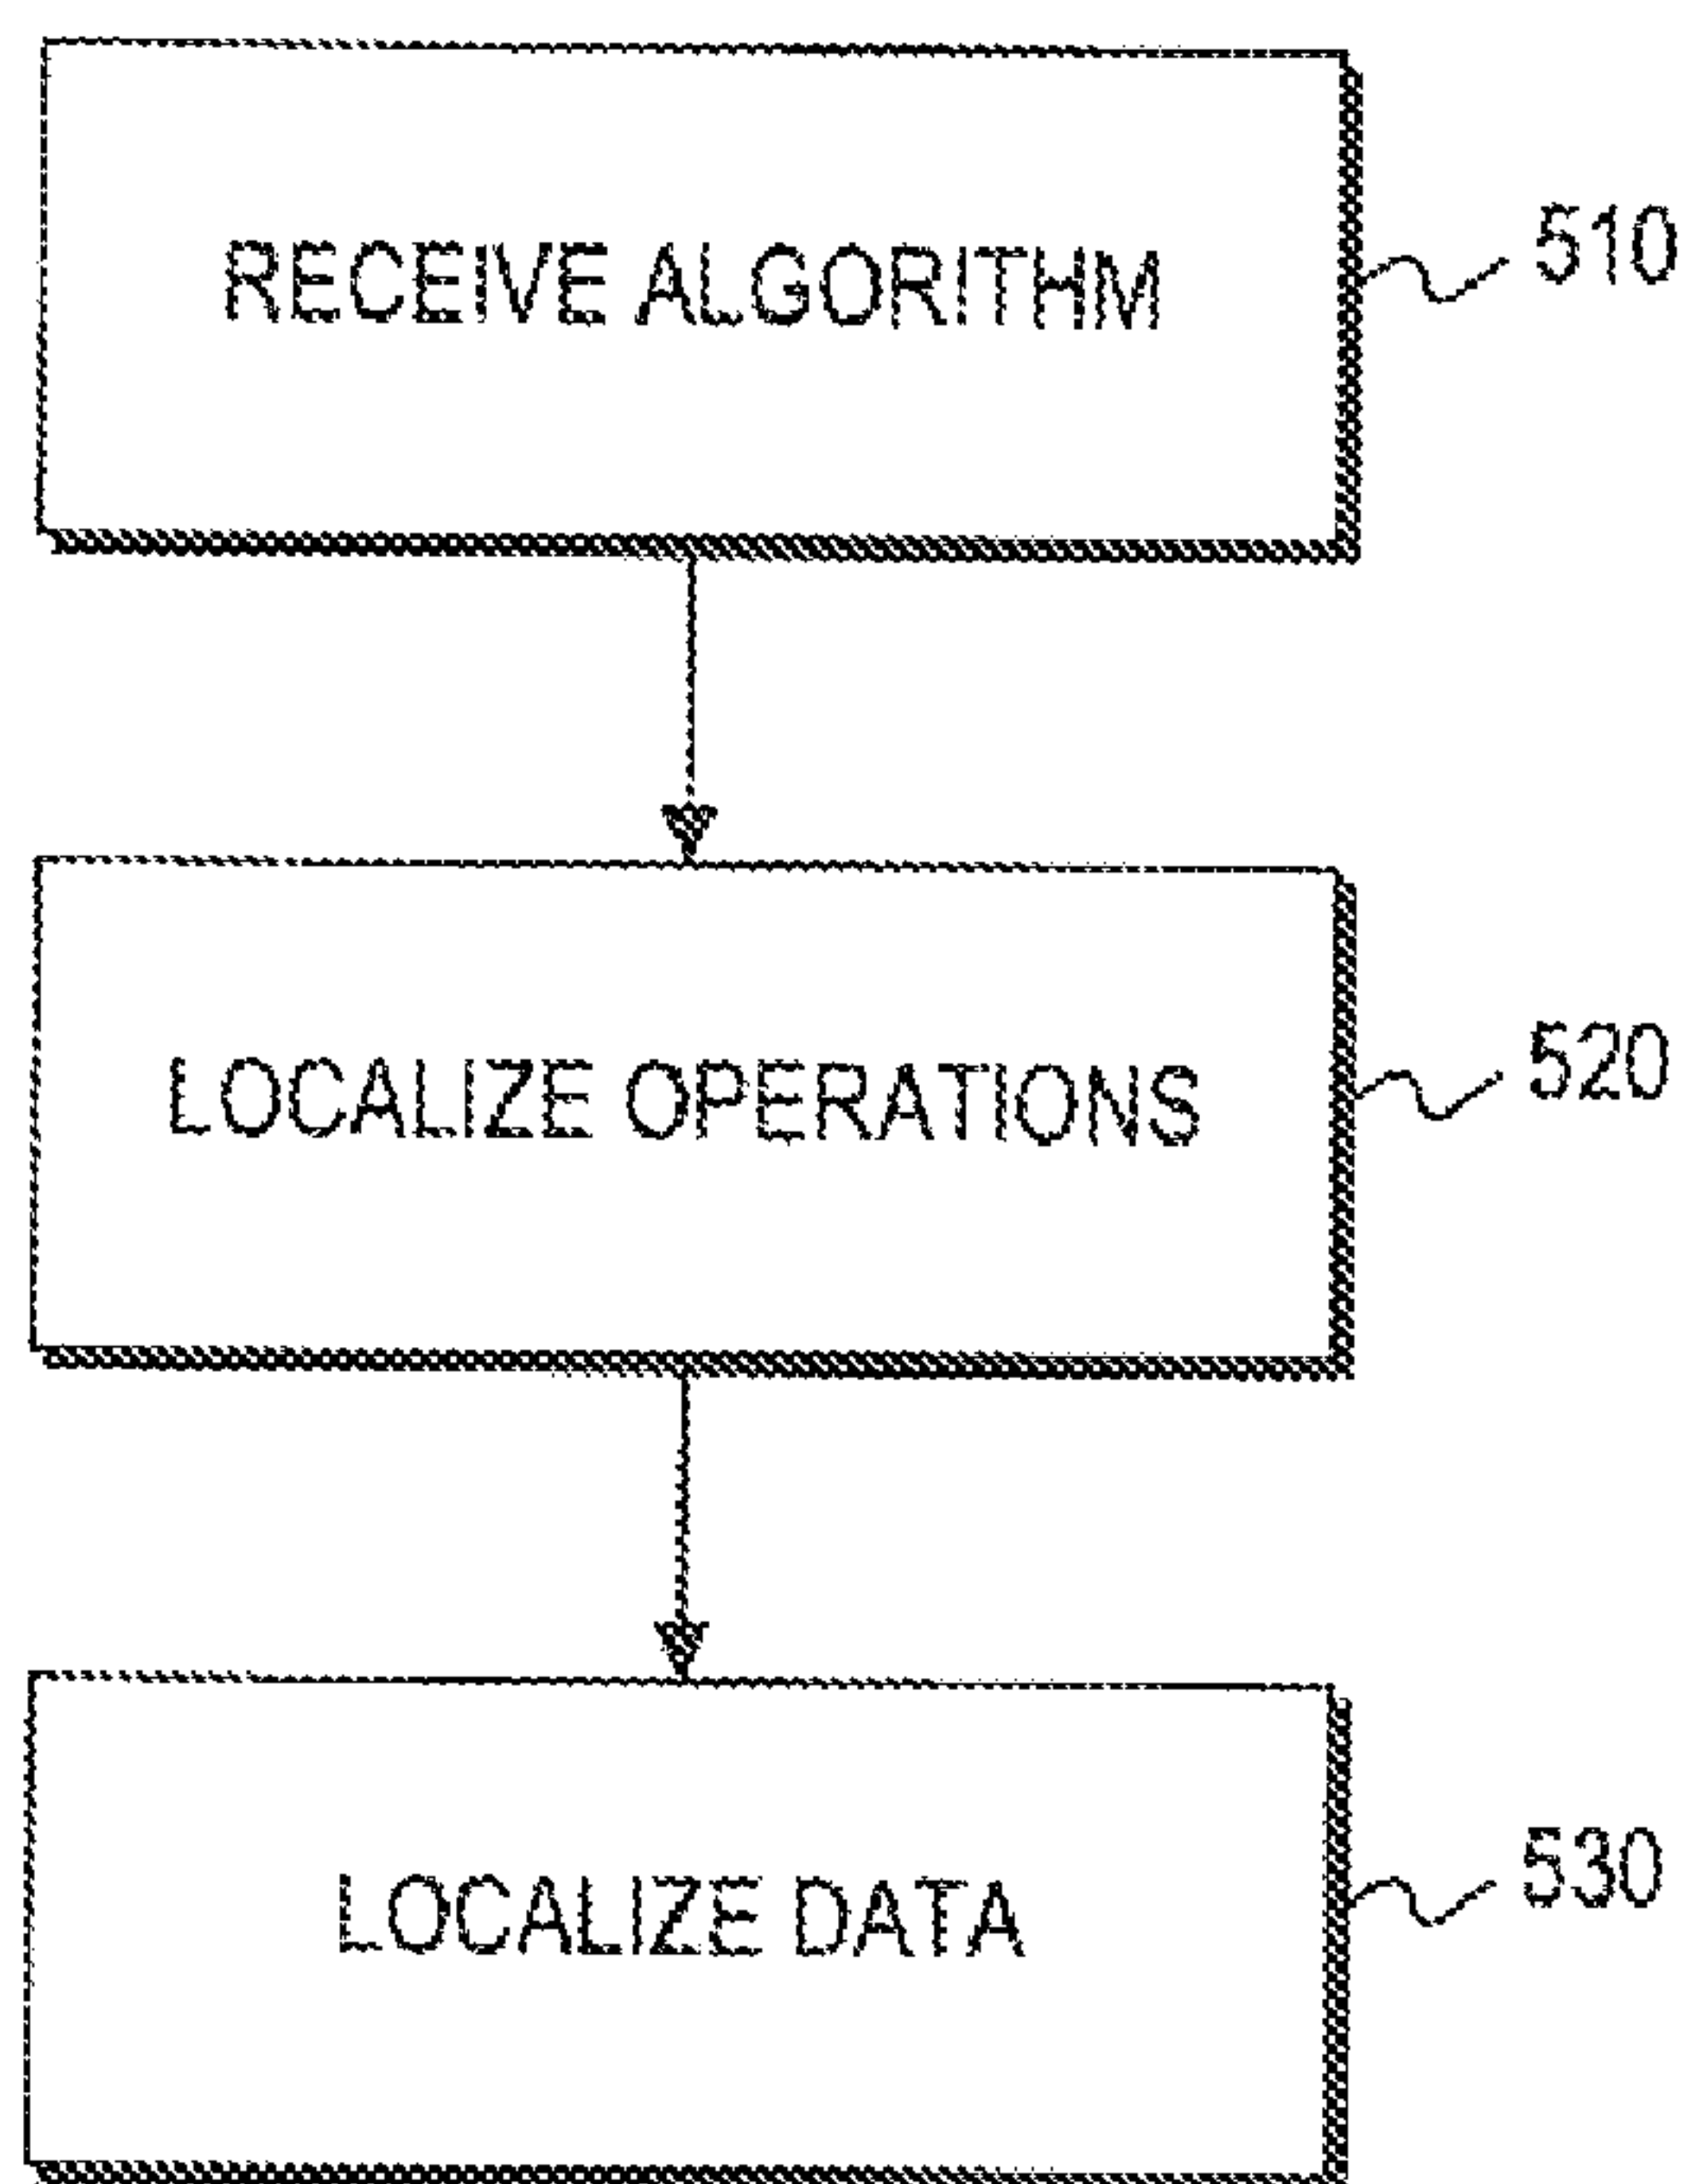 RECEIVE ALGORITHM
510
LOCALIZE OPERATIONS
520
LOCALIZE DATA
530